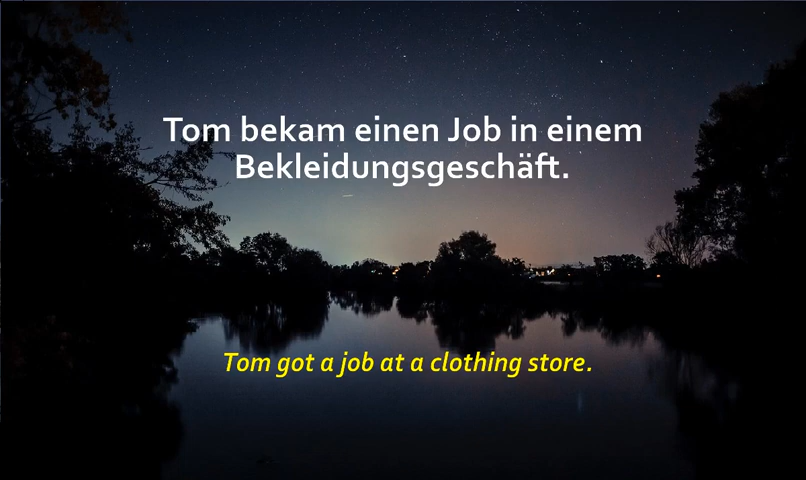 Tom bekam einen Job in einem
Bekleidungsgeschäft.
Tom got a job at a clothing store.